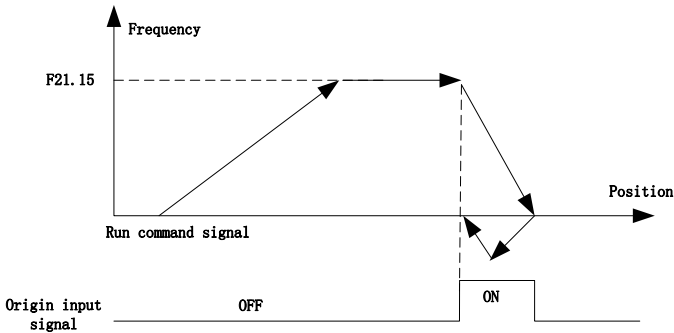 Frequency
F21.15
Position
Run command signal
Origin input
signal
OFF
ON